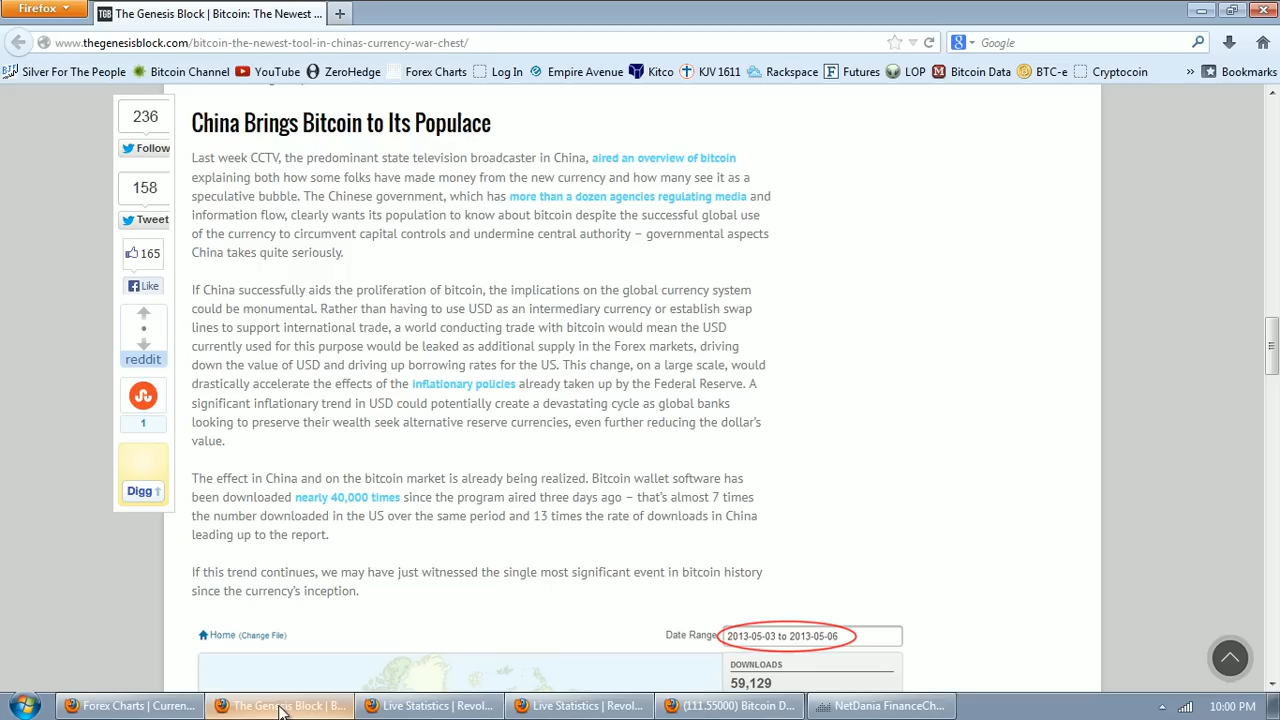 Firefox
The Genesis Block | Bitcoin: The Newest ...
www.thegenesisblock.com/bitcoin-the-newest-tool-in-chinas-currency-war-chest/
Google
Silver For The People
Bitcoin Channel
YouTube
ZeroHedge
Forex Charts
Log In
Empire Avenue
Kitco
KJV 1611
Rackspace
Futures
LOP
Bitcoin Data
BTC-e
Cryptocoin
»
Bookmarks
236
Follow
158
Tweet
165
Like
reddit
1
Digg
China Brings Bitcoin to Its Populace
Last week CCTV, the predominant state television broadcaster in China, aired an overview of bitcoin
explaining both how some folks have made money from the new currency and how many see it as a
speculative bubble. The Chinese government, which has more than a dozen agencies regulating media and
information flow, clearly wants its population to know about bitcoin despite the successful global use
of the currency to circumvent capital controls and undermine central authority – governmental aspects
China takes quite seriously.
If China successfully aids the proliferation of bitcoin, the implications on the global currency system
could be monumental. Rather than having to use USD as an intermediary currency or establish swap
lines to support international trade, a world conducting trade with bitcoin would mean the USD
currently used for this purpose would be leaked as additional supply in the Forex markets, driving
down the value of USD and driving up borrowing rates for the US. This change, on a large scale, would
drastically accelerate the effects of the inflationary policies already taken up by the Federal Reserve. A
significant inflationary trend in USD could potentially create a devastating cycle as global banks
looking to preserve their wealth seek alternative reserve currencies, even further reducing the dollar's
value.
The effect in China and on the bitcoin market is already being realized. Bitcoin wallet software has
been downloaded nearly 40,000 times since the program aired three days ago – that's almost 7 times
the number downloaded in the US over the same period and 13 times the rate of downloads in China
leading up to the report.
If this trend continues, we may have just witnessed the single most significant event in bitcoin history
since the currency's inception.
Home (Change File)
Date Range
2013-05-03 to 2013-05-06
DOWNLOADS
59,129
Forex Charts | Curren...
The Genesis Block | B...
Live Statistics | Revol...
Live Statistics | Revol...
(111.55000) Bitcoin D...
NetDania FinanceCh...
10:00 PM